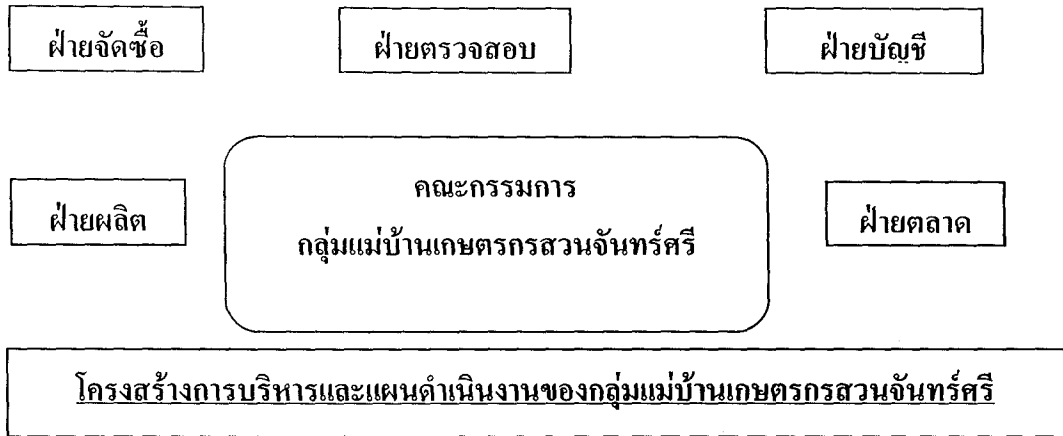 ฝ่ายจัดซื้อ
ฝ่ายตรวจสอบ
ฝ่ายบัญชี
ฝ่ายผลิต
คณะกรรมการ
กลุ่มแม่บ้านเกษตรกรสวนจันทร์ศรี
ฝ่ายตลาด
โครงสร้างการบริหารและแผนดำเนินงานของกลุ่มแม่บ้านเกษตรกรสวนจันทร์ศรี